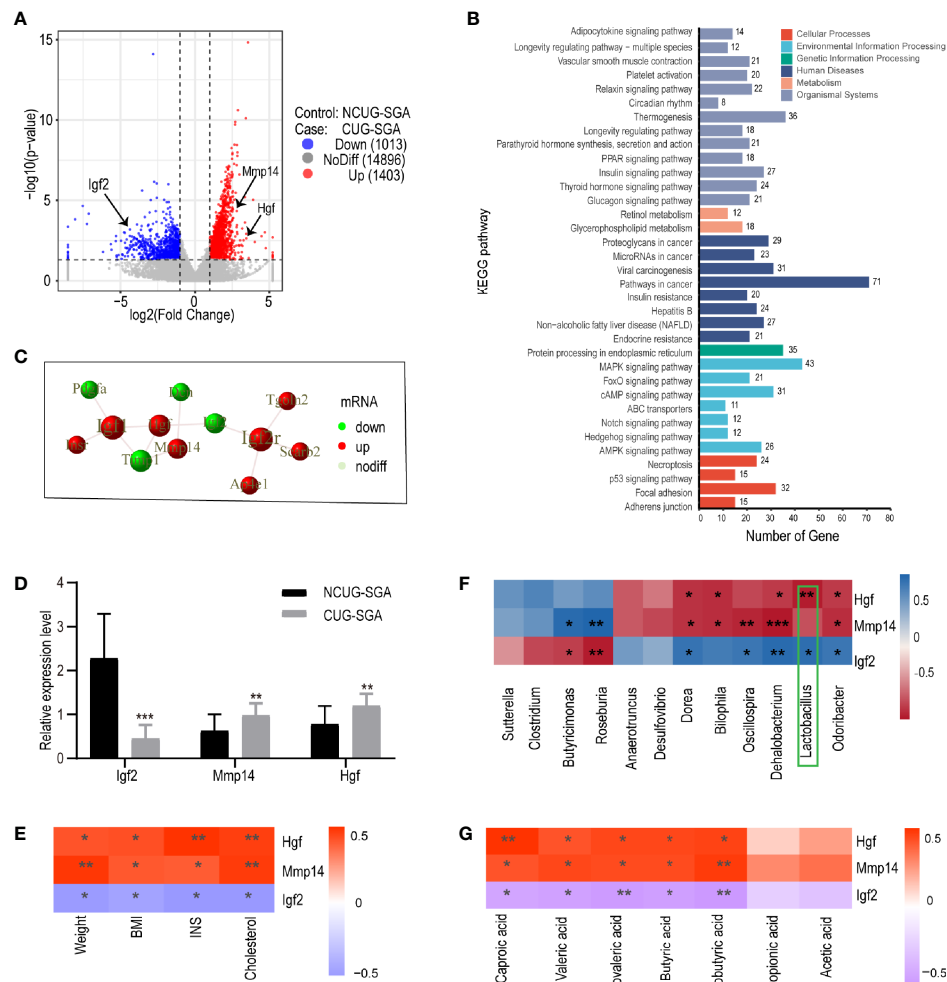 A
15
10
5
0
−log10(p−value)
−5
0
5
log2(Fold Change)
Igf2
Mmp14
Hgf
Control: NCUG-SGA
Case: CUG-SGA
Down (1013)
NoDiff (14896)
Up (1403)
B
KEGG pathway
Adipocytokine signaling pathway 14
Longevity regulating pathway − multiple species 12
Vascular smooth muscle contraction 21
Platelet activation 20
Relaxin signaling pathway 22
Circadian rhythm 8
Thermogenesis 36
Longevity regulating pathway 18
Parathyroid hormone synthesis, secretion and action 21
PPAR signaling pathway 18
Insulin signaling pathway 27
Thyroid hormone signaling pathway 24
Glucagon signaling pathway 21
Retinol metabolism 12
Glycerophospholipid metabolism 18
Proteoglycans in cancer 29
MicroRNAs in cancer 23
Viral carcinogenesis 31
Pathways in cancer 71
Insulin resistance 20
Hepatitis B 24
Non−alcoholic fatty liver disease (NAFLD) 27
Endocrine resistance 21
Protein processing in endoplasmic reticulum 35
MAPK signaling pathway 43
FoxO signaling pathway 21
cAMP signaling pathway 31
ABC transporters 11
Notch signaling pathway 12
Hedgehog signaling pathway 12
AMPK signaling pathway 26
Necroptosis 24
p53 signaling pathway 15
Focal adhesion 32
Adherens junction 15
0 10 20 30 40 50 60 70 80
Number of Gene
Cellular Processes
Environmental Information Processing
Genetic Information Processing
Human Diseases
Metabolism
Organismal Systems
C
Igf1
Hgf
Mmp14
Igf2r
mRNA
down
up
nodiff
D
Relative expression level
4
3
2
1
0
NCUG-SGA
CUG-SGA
***
**
**
Igf2 Mmp14 Hgf
E
* * ** ** Hgf
** * * ** Mmp14
* * * * Igf2
Weight BMI INS Cholesterol
0.5
0
−0.5
F
* * * ** * Hgf
* ** * * ** *** * Mmp14
* ** * * ** * * Igf2
Sutterella Clostridium Butyricimonas Roseburia Anaerotruncus Desulfovibrio Dorea Bilophila Oscillospira Dehalobacterium Lactobacillus Odoribacter
0.5
0
-0.5
G
** * * * * Hgf
* * * * ** Mmp14
* * ** * ** Igf2
Caproic acid Valeric acid ovaleric acid Butyric acid obutyric acid opionic acid Acetic acid
0.5
0
−0.5